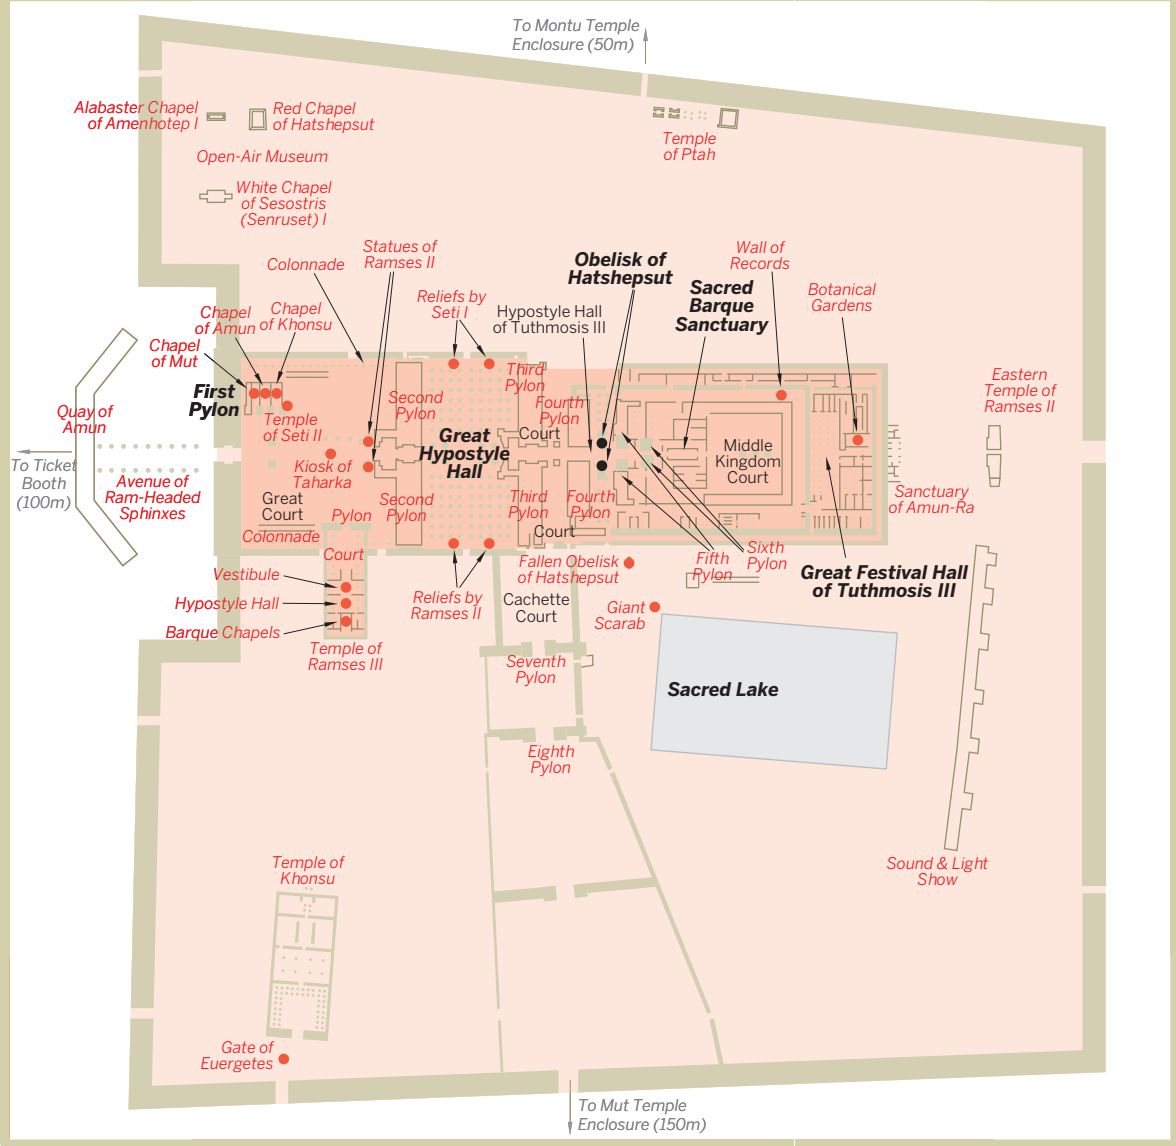 To Montu Temple
Enclosure (50m)
Alabaster Chapel
of Amenhotep I
Red Chapel
of Hatshepsut
Temple
of Ptah
Open-Air Museum
White Chapel
of Sesostris
(Senruset) I
Statues of
Ramses II
Colonnade
Obelisk of
Hatshepsut
Wall of
Records
Sacred
Barque
Sanctuary
Botanical
Gardens
Reliefs by
Seti I
Hypostyle Hall
of Tuthmosis III
Chapel
of Amun
Chapel
of Khonsu
Chapel
of Mut
First
Pylon
Third
Pylon
Fourth
Pylon
Second
Pylon
Eastern
Temple of
Ramses II
Quay of
Amun
Temple
of Seti II
Great
Hypostyle
Hall
Court
Middle
Kingdom
Court
To Ticket
Booth
(100m)
Kiosk of
Taharka
Avenue of
Ram-Headed
Sphinxes
Great
Court
Second
Pylon
Third
Pylon
Fourth
Pylon
Sanctuary
of Amun-Ra
Pylon
Colonnade
Court
Court
Fallen Obelisk
of Hatshepsut
Fifth
Pylon
Sixth
Pylon
Great Festival Hall
of Tuthmosis III
Vestibule
Hypostyle Hall
Barque Chapels
Reliefs by
Ramses II
Cachette
Court
Giant
Scarab
Temple of
Ramses III
Seventh
Pylon
Sacred Lake
Eighth
Pylon
Temple of
Khonsu
Sound & Light
Show
Gate of
Euergetes
To Mut Temple
Enclosure (150m)